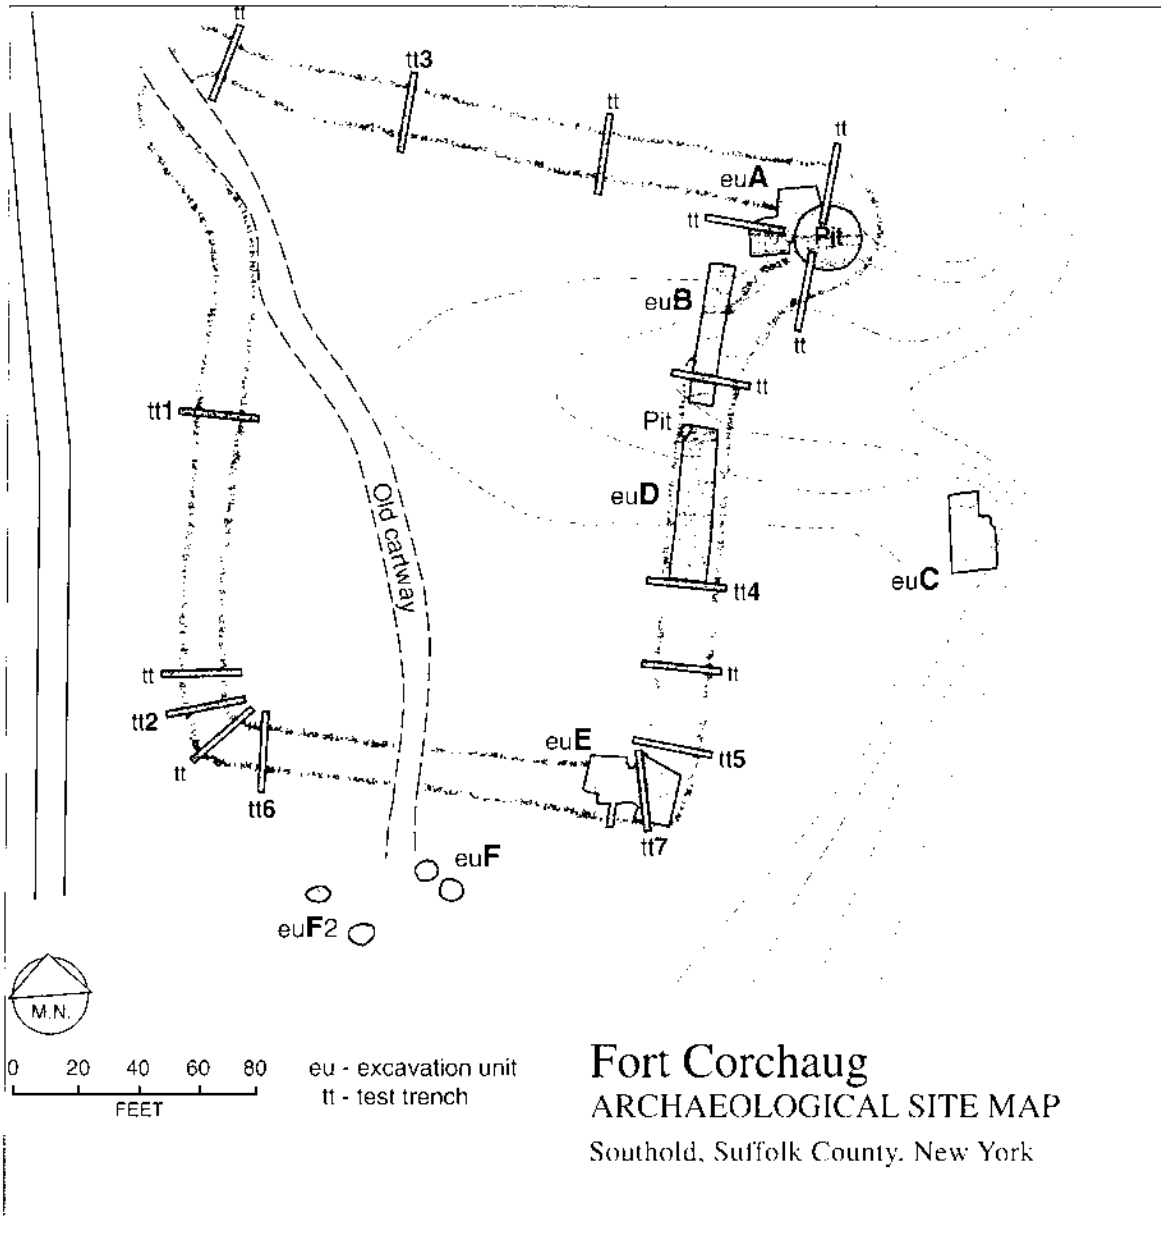 tt
tt3
tt
tt
euA
tt
Pit
euB
tt
tt
tt1
Pit
euD
Old cartway
euC
tt4
tt
tt
tt2
euE
tt5
tt
tt6
tt7
euF
euF2
M.N.
0 20 40 60 80
FEET
eu - excavation unit
tt - test trench
Fort Corchaug
ARCHAEOLOGICAL SITE MAP
Southold, Suffolk County. New York